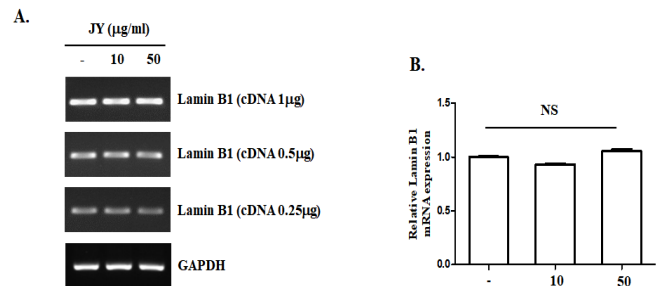 A.
JY (μg/ml)
- 10 50
Lamin B1 (cDNA 1μg)
Lamin B1 (cDNA 0.5μg)
Lamin B1 (cDNA 0.25μg)
GAPDH
B.
Relative Lamin B1
mRNA expression
1.5
1.0
0.5
0.0
NS
- 10 50